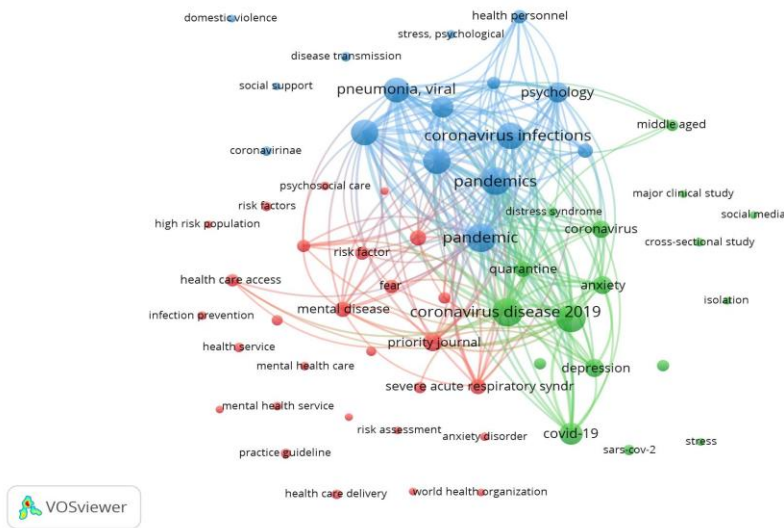 domestic violence
health personnel
stress, psychological
disease transmission
social support
pneumonia, viral
psychology
middle aged
coronavirus infections
coronavirinae
psychosocial care
pandemics
major clinical study
risk factors
distress syndrome
social media
high risk population
coronavirus
pandemic
cross-sectional study
risk factor
quarantine
health care access
fear
anxiety
isolation
mental disease
coronavirus disease 2019
infection prevention
priority journal
health service
mental health care
depression
severe acute respiratory syndr
mental health service
risk assessment
anxiety disorder
covid-19
stress
practice guideline
sars-cov-2
health care delivery
world health organization
VOSviewer